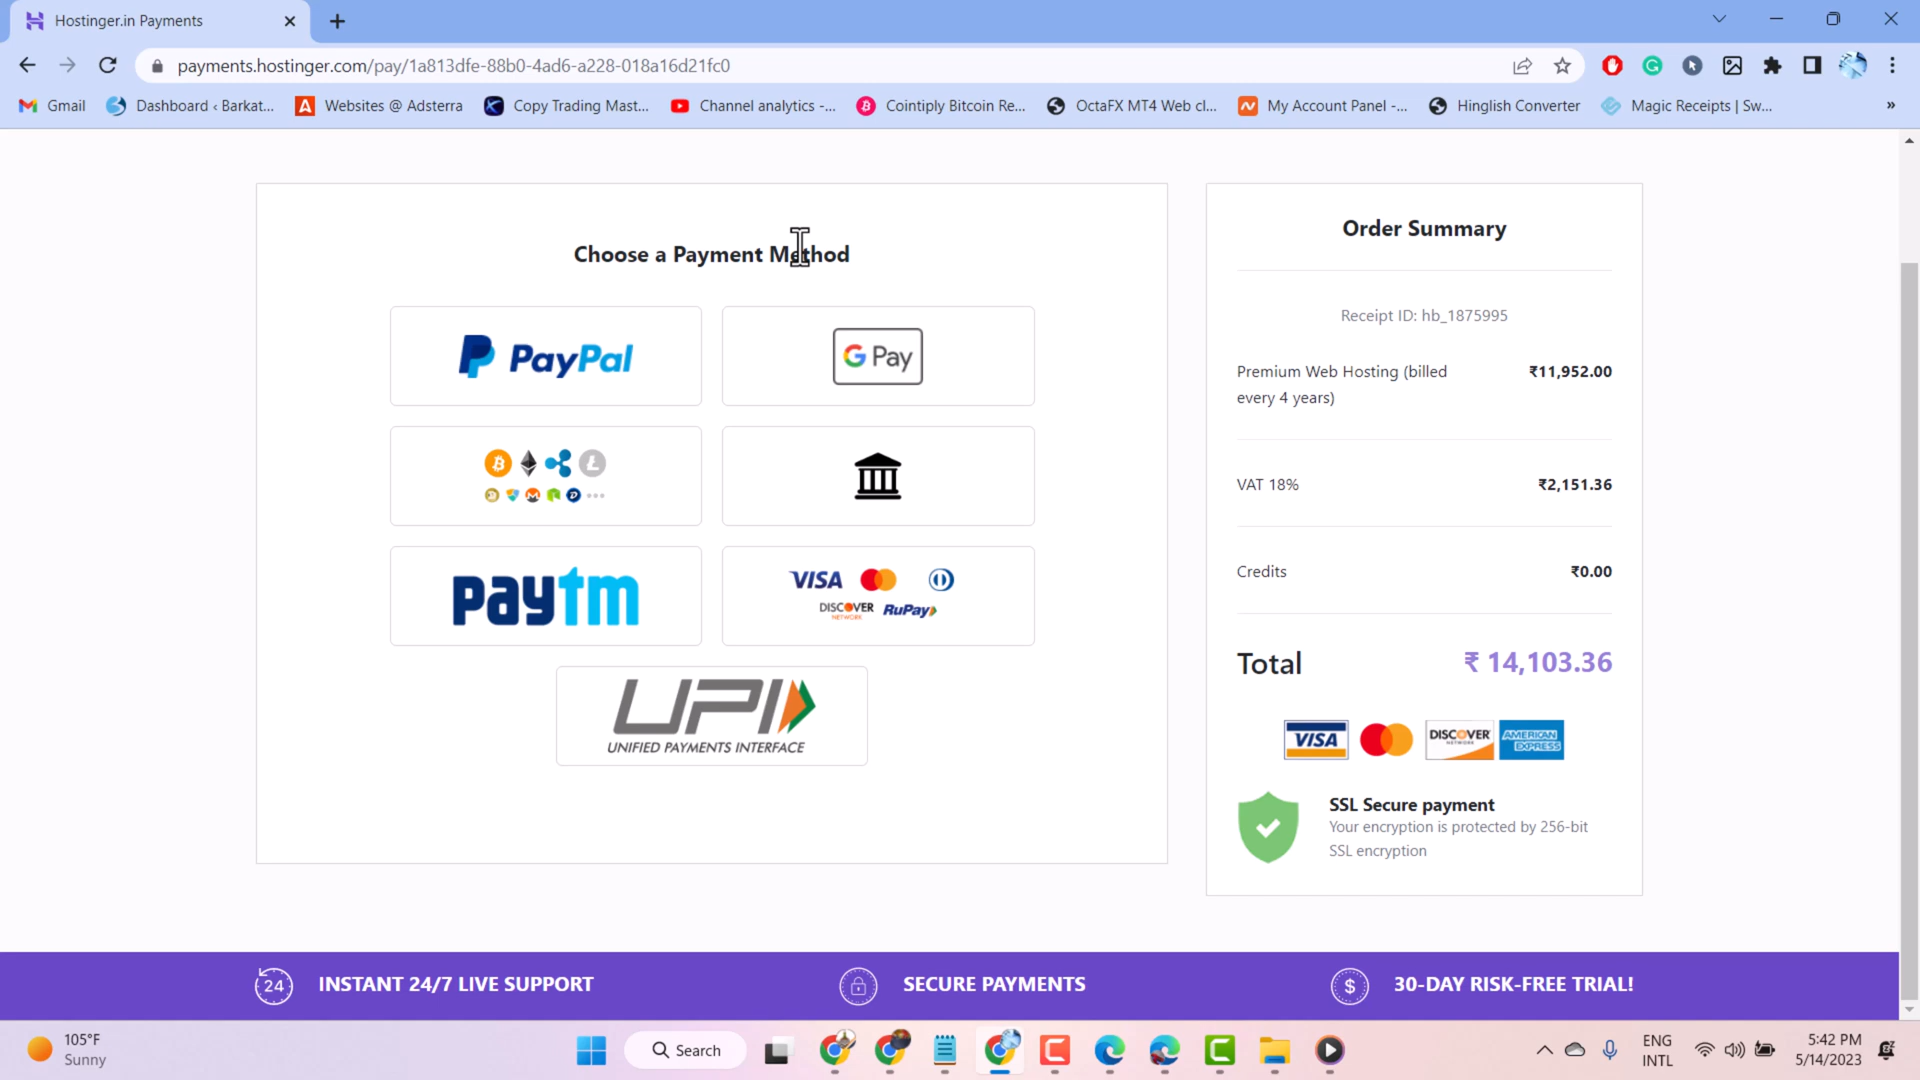 Hostinger.in Payments
payments.hostinger.com/pay/1a813dfe-88b0-4ad6-a228-018a16d21fc0
Gmail Dashboard ‹ Barkat... Websites @ Adsterra Copy Trading Mast... Channel analytics -... Cointiply Bitcoin Re... OctaFX MT4 Web cl... My Account Panel -... Hinglish Converter Magic Receipts | Sw... »
Choose a Payment Method
PayPal
G Pay
paytm
VISA
DISCOVER NETWORK RuPay
UPI
UNIFIED PAYMENTS INTERFACE
Order Summary
Receipt ID: hb_1875995
Premium Web Hosting (billed every 4 years) ₹11,952.00
VAT 18% ₹2,151.36
Credits ₹0.00
Total ₹ 14,103.36
VISA DISCOVER NETWORK AMERICAN EXPRESS
SSL Secure payment
Your encryption is protected by 256-bit
SSL encryption
24 INSTANT 24/7 LIVE SUPPORT SECURE PAYMENTS $ 30-DAY RISK-FREE TRIAL!
105°F
Sunny
Search
ENG
INTL
5:42 PM
5/14/2023